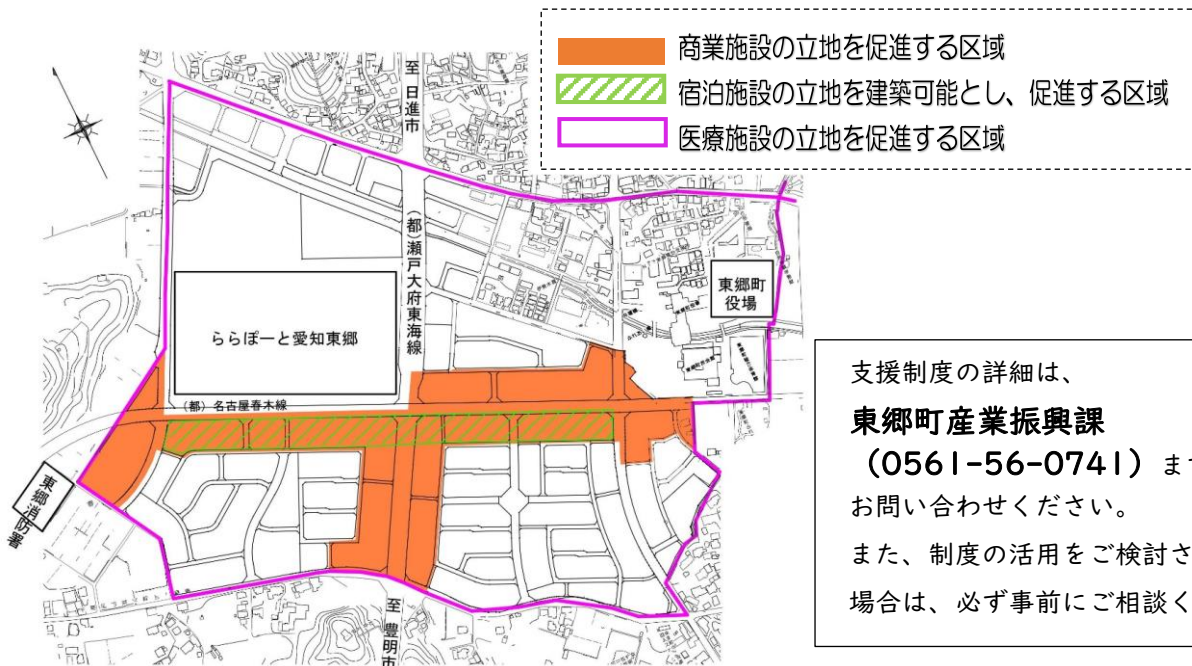 商業施設の立地を促進する区域
宿泊施設の立地を建築可能とし、促進する区域
医療施設の立地を促進する区域
至 日進市
(都)瀬戸大府東海線
東郷町
役場
ららぽーと愛知東郷
(都)名古屋春木線
東郷消防署
至 豊明市
支援制度の詳細は、
東郷町産業振興課
(0561-56-0741)ま
お問い合わせください。
また、制度の活用をご検討さ
場合は、必ず事前にご相談く